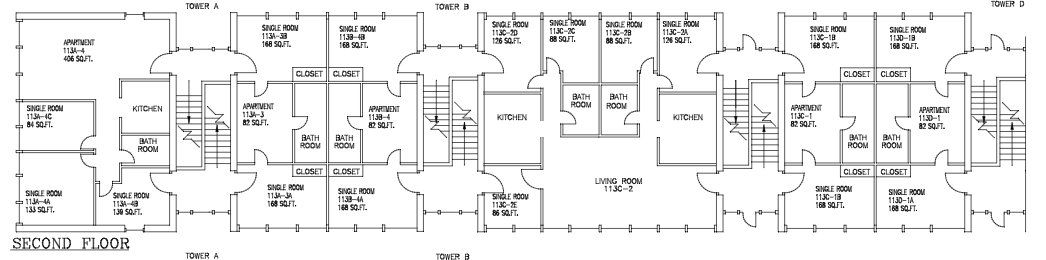 TOWER A
TOWER B
TOWER D
APARTMENT
113A-4
406 SQ.FT.
SINGLE ROOM
113A-3B
168 SQ.FT.
SINGLE ROOM
113B-4B
168 SQ.FT.
SINGLE ROOM
113C-2D
126 SQ.FT.
SINGLE ROOM
113C-2C
88 SQ.FT.
SINGLE ROOM
113C-2B
88 SQ.FT.
SINGLE ROOM
113C-2A
126 SQ.FT.
SINGLE ROOM
113C-1B
168 SQ.FT.
SINGLE ROOM
113D-1B
168 SQ.FT.
CLOSET
CLOSET
CLOSET
CLOSET
SINGLE ROOM
113A-4C
84 SQ.FT.
KITCHEN
BATH
ROOM
APARTMENT
113A-3
82 SQ.FT.
BATH
ROOM
BATH
ROOM
APARTMENT
113B-4
82 SQ.FT.
KITCHEN
BATH
ROOM
BATH
ROOM
KITCHEN
APARTMENT
113C-1
82 SQ.FT.
BATH
ROOM
BATH
ROOM
APARTMENT
113D-1
82 SQ.FT.
CLOSET
CLOSET
CLOSET
CLOSET
SINGLE ROOM
113A-4A
133 SQ.FT.
SINGLE ROOM
113A-4B
139 SQ.FT.
SINGLE ROOM
113A-3A
168 SQ.FT.
SINGLE ROOM
113B-4A
168 SQ.FT.
SINGLE ROOM
113C-2E
86 SQ.FT.
LIVING ROOM
113C-2
SINGLE ROOM
113C-1B
168 SQ.FT.
SINGLE ROOM
113D-1A
168 SQ.FT.
SECOND FLOOR
TOWER A
TOWER B